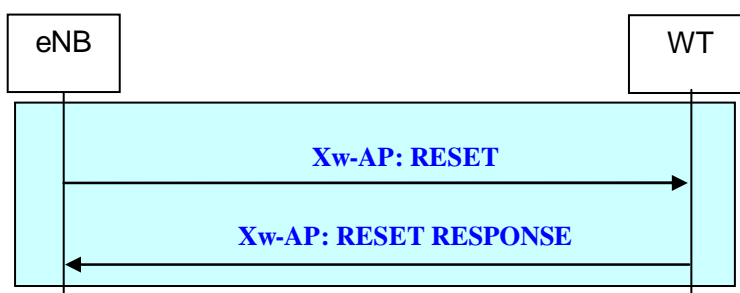 eNB
WT
Xw-AP: RESET
Xw-AP: RESET RESPONSE